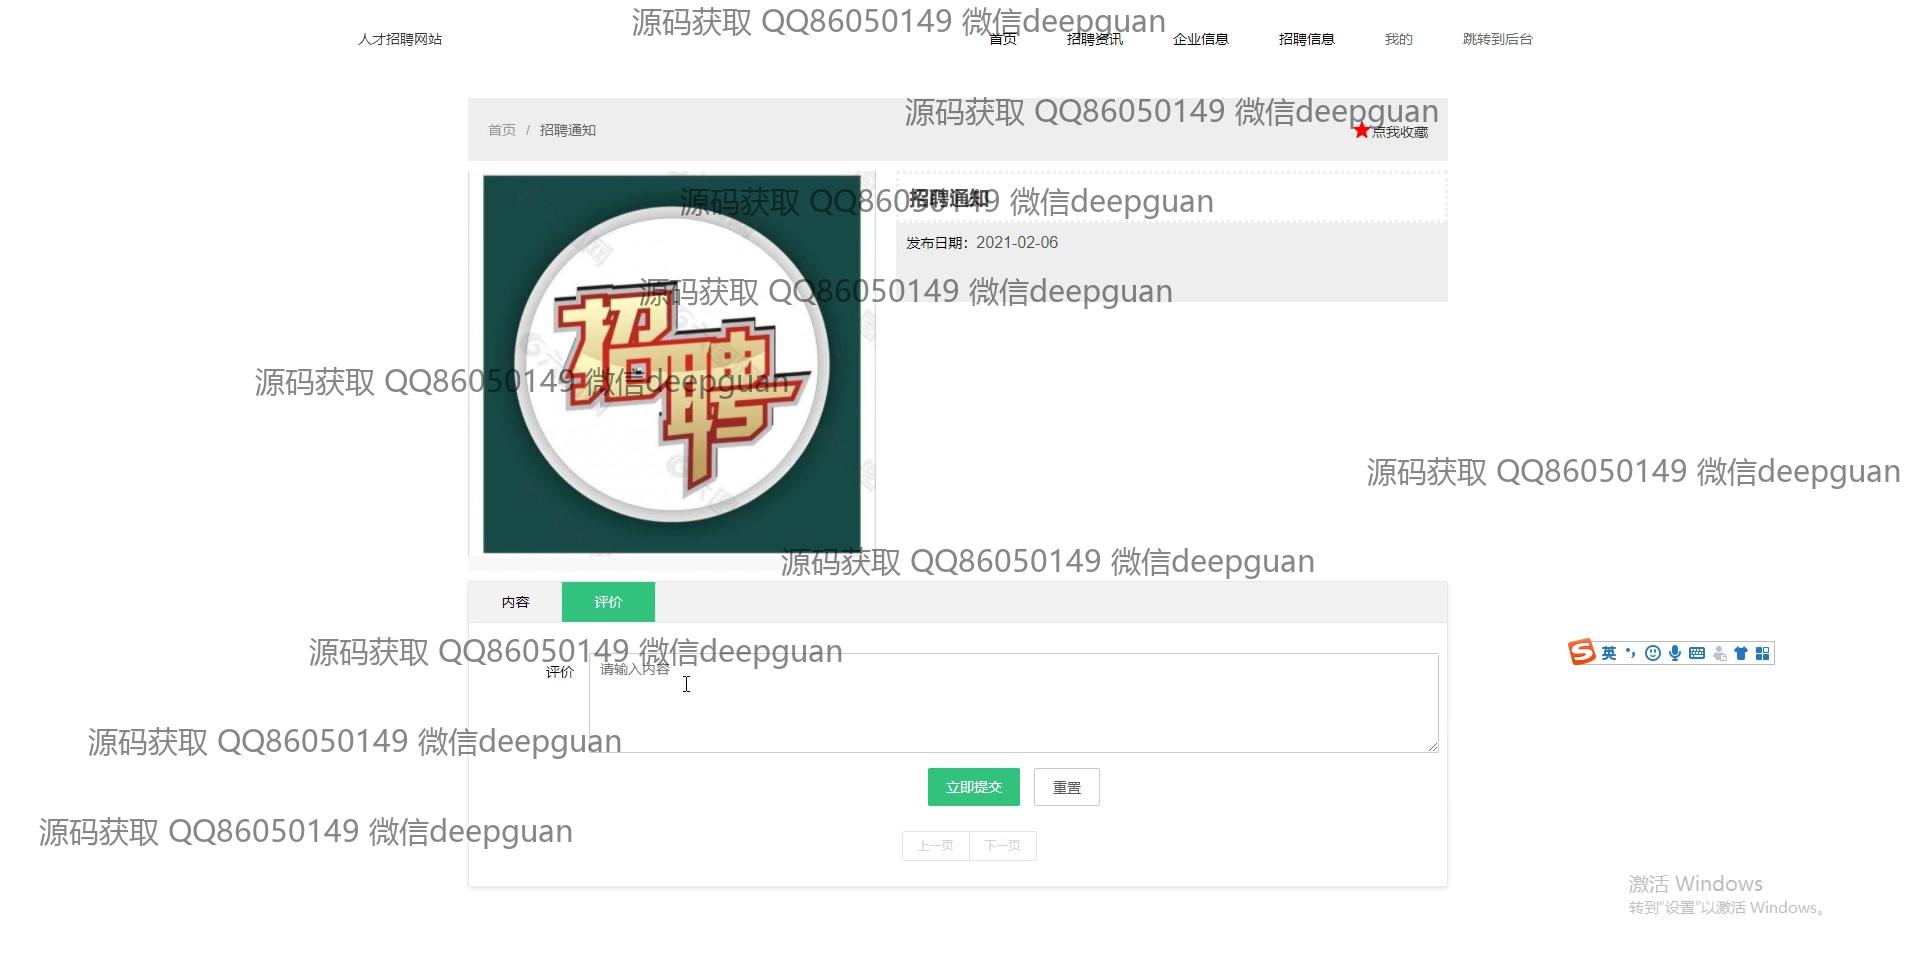 源码获取 QQ86050149 微信deepguan
人才招聘网站
首页
招聘资讯
企业信息
招聘信息
我的
跳转到后台
源码获取 QQ86050149 微信deepguan
首页 / 招聘通知
★点我收藏
源码获取 QQ86050149 微信deepguan
招聘通知
发布日期：2021-02-06
源码获取 QQ86050149 微信deepguan
招聘
源码获取 QQ86050149 微信deepguan
源码获取 QQ86050149 微信deepguan
源码获取 QQ86050149 微信deepguan
内容
评价
源码获取 QQ86050149 微信deepguan
英
评价
请输入内容
源码获取 QQ86050149 微信deepguan
立即提交
重置
源码获取 QQ86050149 微信deepguan
上一页
下一页
激活 Windows
转到"设置"以激活 Windows。